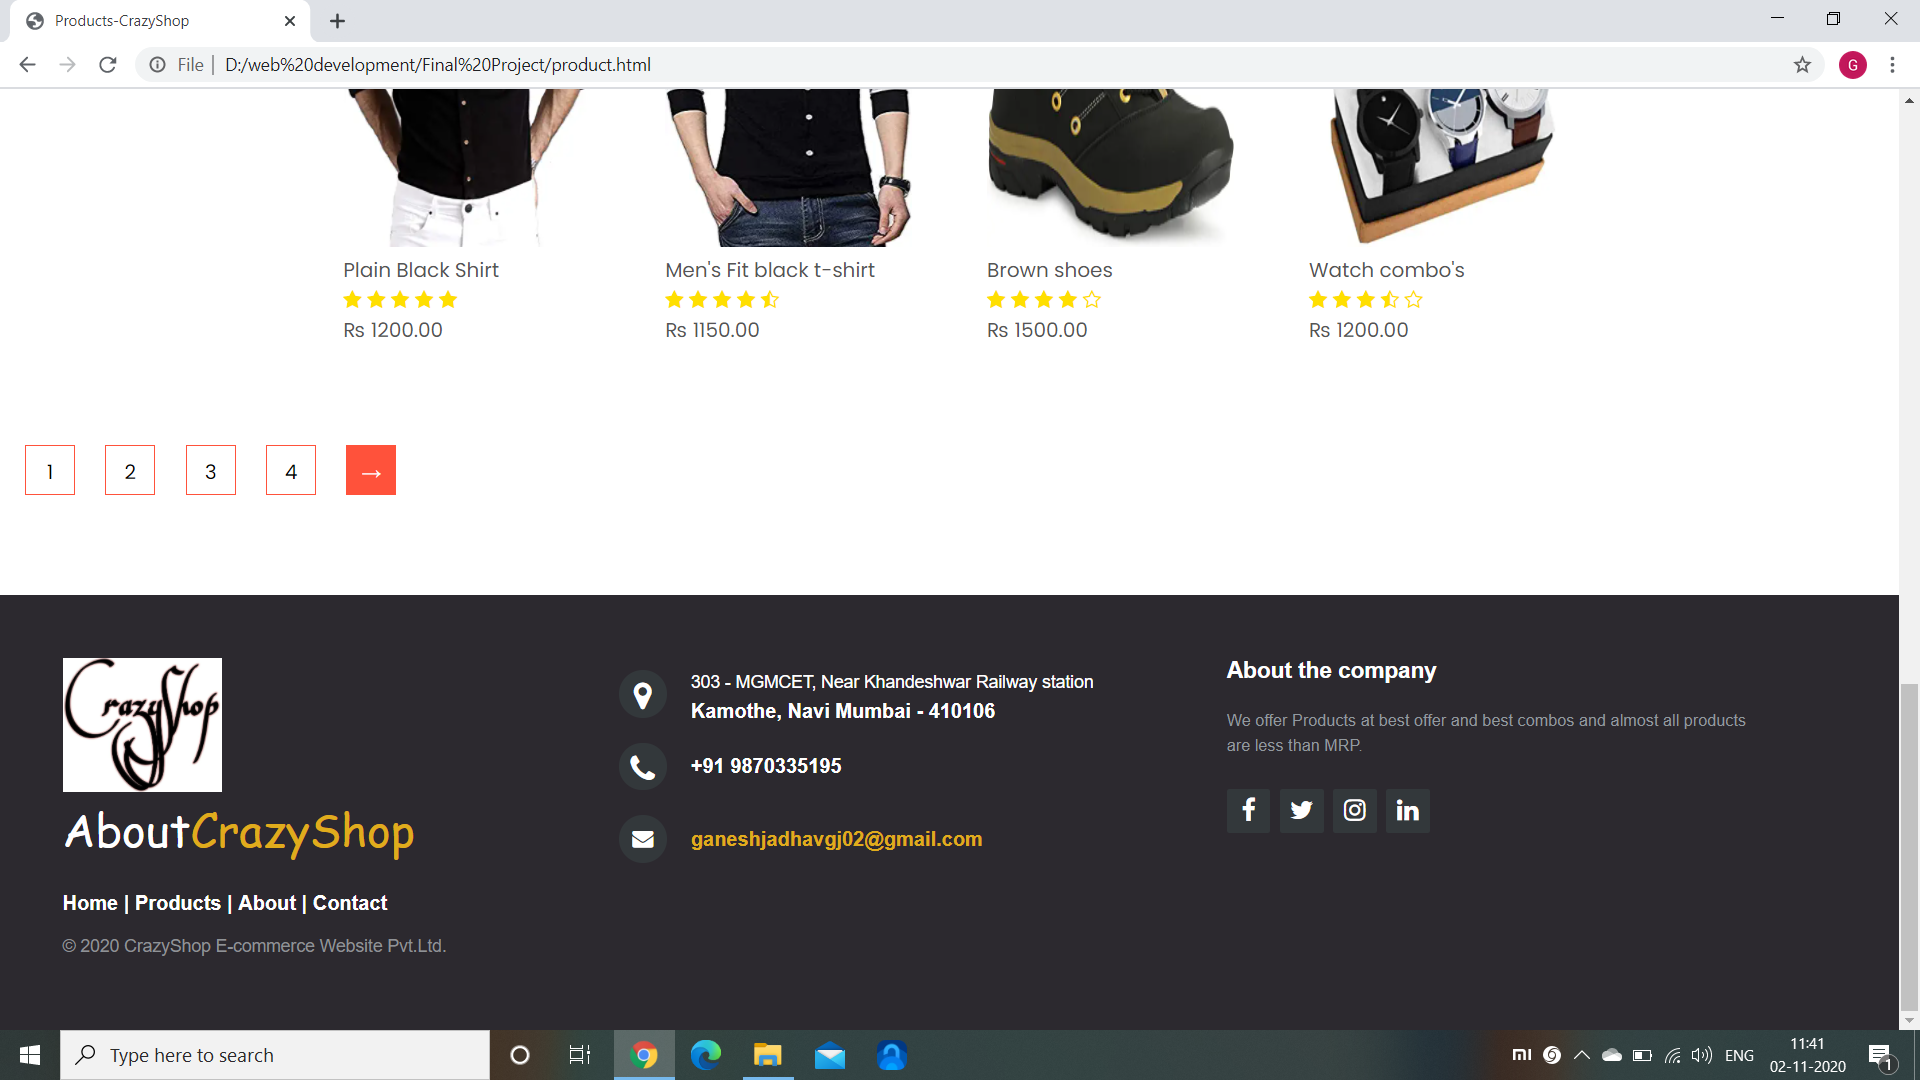 Products-CrazyShop
File
D:/web%20development/Final%20Project/product.html
G
Plain Black Shirt
Rs 1200.00
Men's Fit black t-shirt
Rs 1150.00
Brown shoes
Rs 1500.00
Watch combo's
Rs 1200.00
1 2 3 4 →
CrazyShop
AboutCrazyShop
Home | Products | About | Contact
© 2020 CrazyShop E-commerce Website Pvt.Ltd.
303 - MGMCET, Near Khandeshwar Railway station
Kamothe, Navi Mumbai - 410106
+91 9870335195
ganeshjadhavgj02@gmail.com
About the company
We offer Products at best offer and best combos and almost all products
are less than MRP.
Type here to search
mi
ENG
11:41
02-11-2020
1